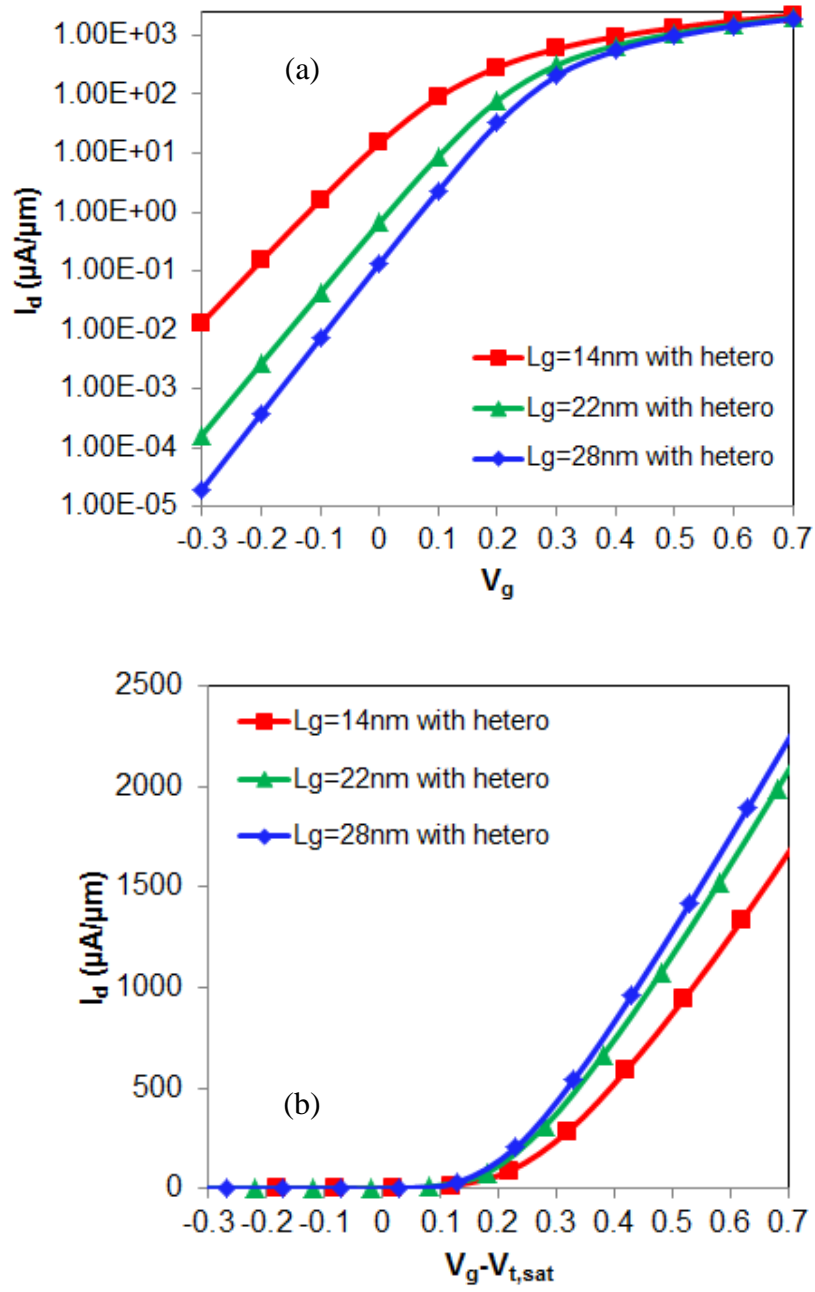 1.00E+03
(a)
1.00E+02
1.00E+01
1.00E+00
1.00E-01
1.00E-02
1.00E-03
1.00E-04
1.00E-05
I_d (µA/µm)
Lg=14nm with hetero
Lg=22nm with hetero
Lg=28nm with hetero
-0.3 -0.2 -0.1 0 0.1 0.2 0.3 0.4 0.5 0.6 0.7
V_g
2500
2000
1500
1000
500
0
I_d (µA/µm)
Lg=14nm with hetero
Lg=22nm with hetero
Lg=28nm with hetero
(b)
-0.3 -0.2 -0.1 0 0.1 0.2 0.3 0.4 0.5 0.6 0.7
V_g-V_t,sat